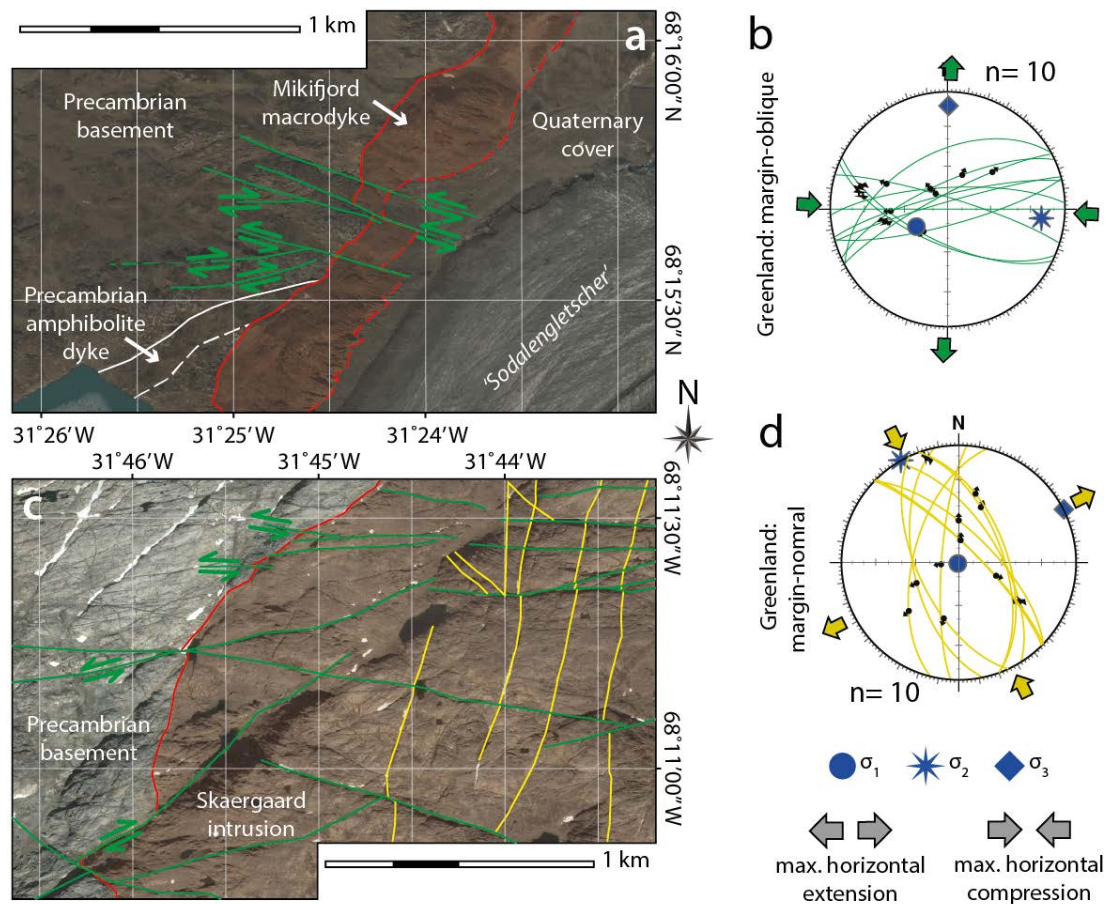 1 km
a
Precambrian
basement
Mikifjord
macrodyke
Quaternary
cover
Precambrian
amphibolite
dyke
'Sodalengletscher'
68°16'00"N
68°15'30"N
31°26'W
31°25'W
31°24'W
N
b
n= 10
Greenland: margin-oblique
31°46'W
31°45'W
31°44'W
c
68°11'30"N
68°11'00"W
Precambrian
basement
Skaergaard
intrusion
1 km
d
N
Greenland:
margin-nomral
n= 10
σ1
σ2
σ3
max. horizontal
extension
max. horizontal
compression